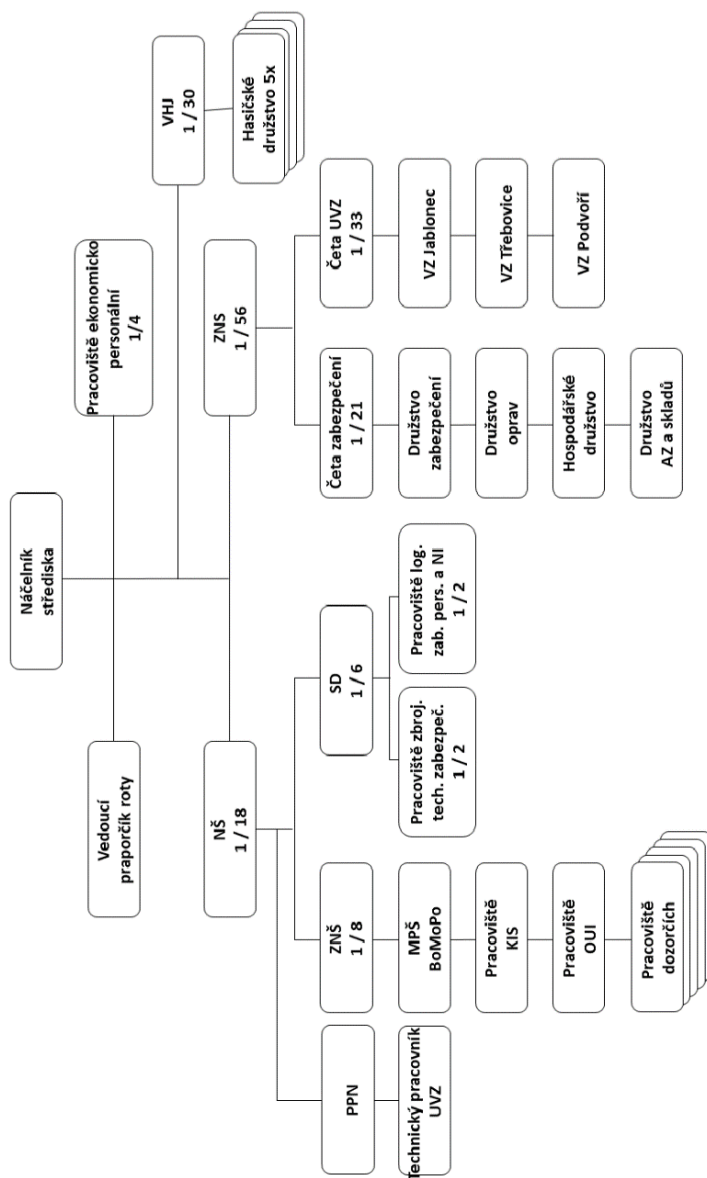 Náčelník
střediska
Vedoucí
praporčík roty
Pracoviště ekonomicko
personální
1/4
VHJ
1 / 30
Hasičské
družstvo 5x
NŠ
1 / 18
ZNS
1 / 56
PPN
Technický pracovník
UVZ
ZNŠ
1 / 8
MPŠ
BoMoPo
Pracoviště
KIS
Pracoviště
OUI
Pracoviště
dozorčích
SD
1 / 6
Pracoviště zbroj.
tech. zabezpeč.
1 / 2
Pracoviště log.
zab. pers. a NI
1 / 2
Četa zabezpečení
1 / 21
Družstvo
zabezpečení
Družstvo
oprav
Hospodářské
družstvo
Družstvo
AZ a skladů
Četa UVZ
1 / 33
VZ Jablonec
VZ Třebovice
VZ Podvoří